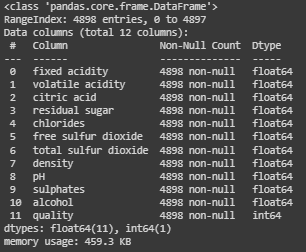 <class 'pandas.core.frame.DataFrame'>
RangeIndex: 4898 entries, 0 to 4897
Data columns (total 12 columns):
 #   Column                Non-Null Count  Dtype
---  ------                --------------  -----
 0   fixed acidity         4898 non-null   float64
 1   volatile acidity      4898 non-null   float64
 2   citric acid           4898 non-null   float64
 3   residual sugar        4898 non-null   float64
 4   chlorides             4898 non-null   float64
 5   free sulfur dioxide   4898 non-null   float64
 6   total sulfur dioxide  4898 non-null   float64
 7   density               4898 non-null   float64
 8   pH                    4898 non-null   float64
 9   sulphates             4898 non-null   float64
 10  alcohol               4898 non-null   float64
 11  quality               4898 non-null   int64
dtypes: float64(11), int64(1)
memory usage: 459.3 KB